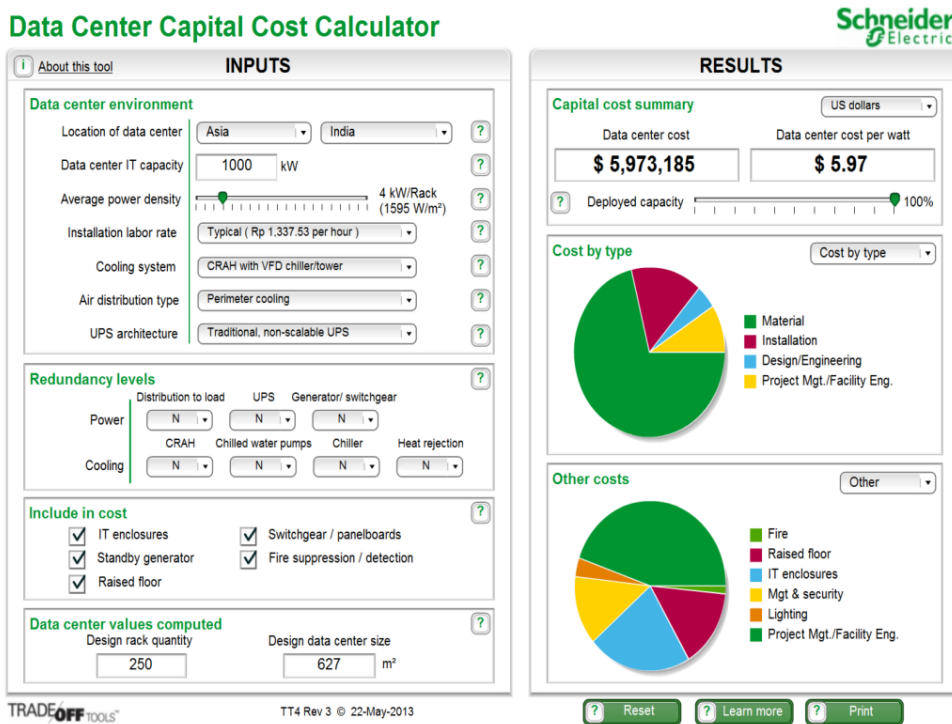 Data Center Capital Cost Calculator
Schneider
Electric
i About this tool
INPUTS
Data center environment
Location of data center Asia India ?
Data center IT capacity 1000 kW ?
Average power density 4 kW/Rack ?
(1595 W/m²)
Installation labor rate Typical ( Rp 1,337.53 per hour ) ?
Cooling system CRAH with VFD chiller/tower ?
Air distribution type Perimeter cooling ?
UPS architecture Traditional, non-scalable UPS ?
Redundancy levels ?
Distribution to load UPS Generator/ switchgear
Power N N N
CRAH Chilled water pumps Chiller Heat rejection
Cooling N N N N
Include in cost ?
IT enclosures Switchgear / panelboards
Standby generator Fire suppression / detection
Raised floor
Data center values computed ?
Design rack quantity Design data center size
250 627 m²
RESULTS
Capital cost summary US dollars
Data center cost Data center cost per watt
$ 5,973,185 $ 5.97
? Deployed capacity 100%
Cost by type Cost by type
Material
Installation
Design/Engineering
Project Mgt./Facility Eng.
Other costs Other
Fire
Raised floor
IT enclosures
Mgt & security
Lighting
Project Mgt./Facility Eng.
TRADE/OFF TOOLS™
TT4 Rev 3 © 22-May-2013
? Reset ? Learn more ? Print